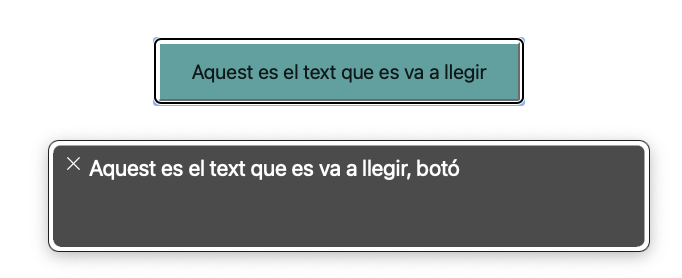 Aquest es el text que es va a llegir
Aquest es el text que es va a llegir, botó